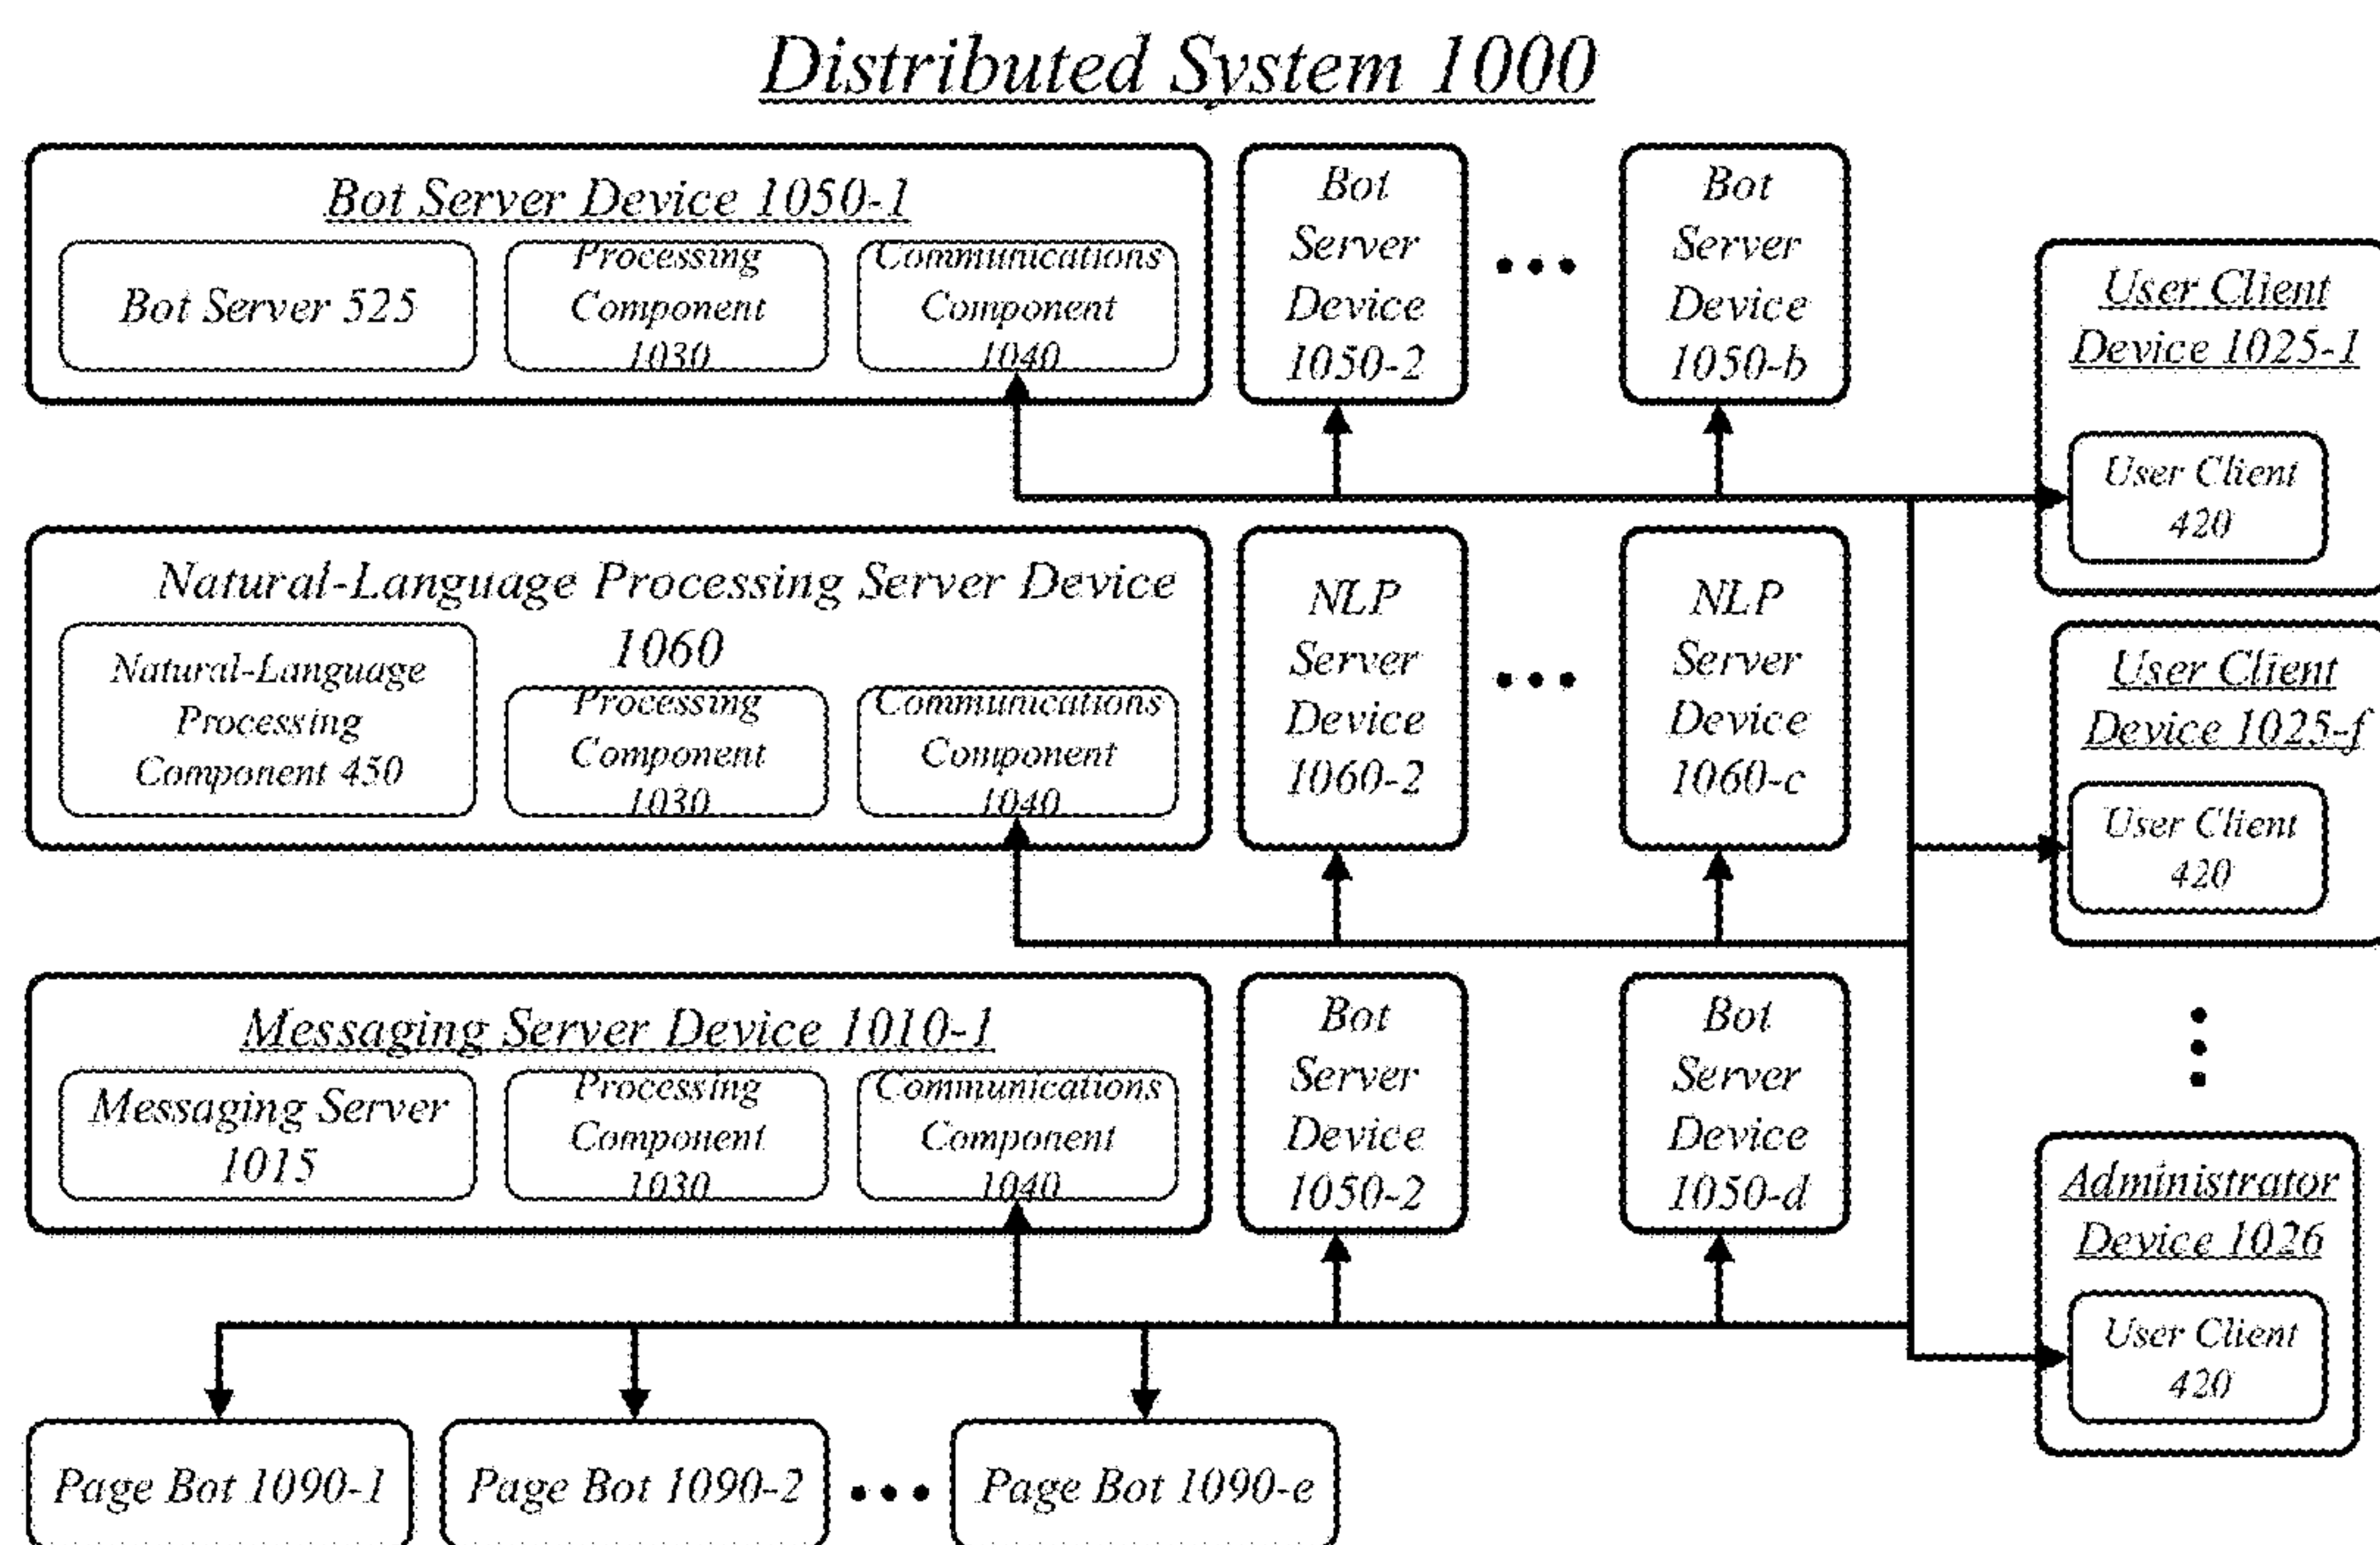 Distributed System 1000
Bot Server Device 1050-1
Bot Server 525
Processing
Component
1030
Communications
Component
1040
Bot
Server
Device
1050-2
Bot
Server
Device
1050-b
User Client
Device 1025-1
User Client
420
Natural-Language Processing Server Device
1060
Natural-Language
Processing
Component 450
Processing
Component
1030
Communications
Component
1040
NLP
Server
Device
1060-2
NLP
Server
Device
1060-c
User Client
Device 1025-f
User Client
420
Messaging Server Device 1010-1
Messaging Server
1015
Processing
Component
1030
Communications
Component
1040
Bot
Server
Device
1050-2
Bot
Server
Device
1050-d
Administrator
Device 1026
User Client
420
Page Bot 1090-1
Page Bot 1090-2
Page Bot 1090-e